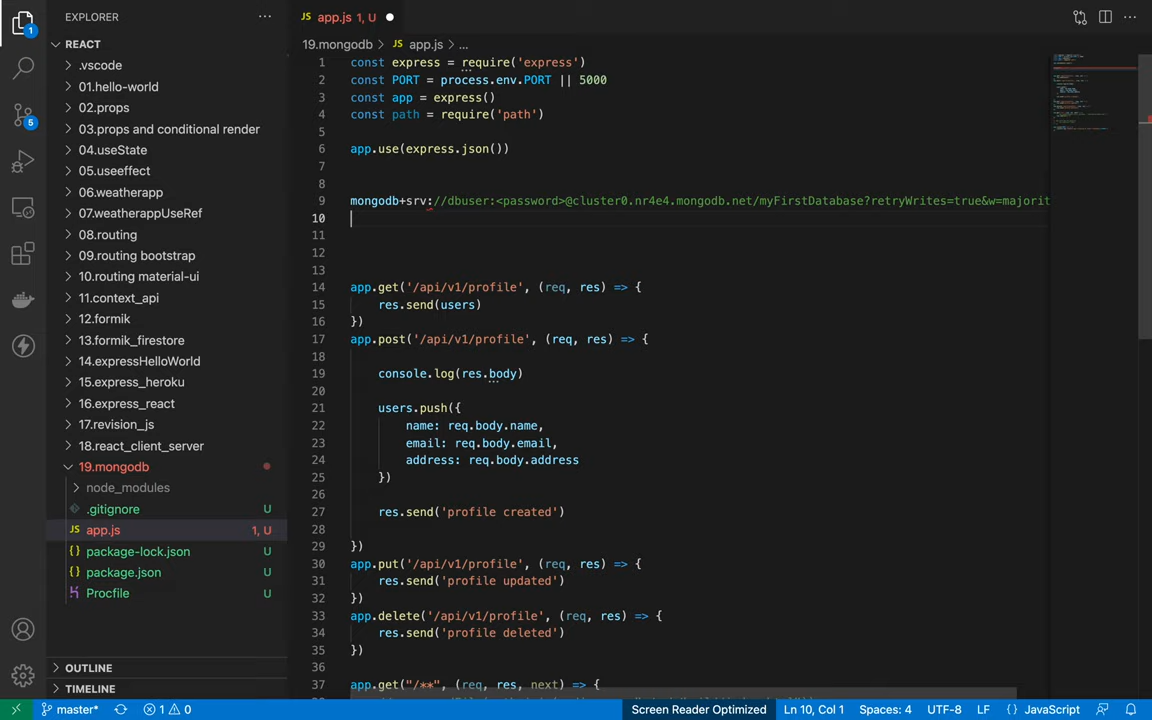 EXPLORER
REACT
.vscode
01.hello-world
02.props
03.props and conditional render
04.useState
05.useeffect
06.weatherapp
07.weatherappUseRef
08.routing
09.routing bootstrap
10.routing material-ui
11.context_api
12.formik
13.formik_firestore
14.expressHelloWorld
15.express_heroku
16.express_react
17.revision_js
18.react_client_server
19.mongodb
node_modules
.gitignore U
JS app.js 1, U
{} package-lock.json U
{} package.json U
Procfile U
OUTLINE
TIMELINE
1
5
JS app.js 1, U
19.mongodb > JS app.js > ...
1 const express = require('express')
2 const PORT = process.env.PORT || 5000
3 const app = express()
4 const path = require('path')
5
6 app.use(express.json())
7
8
9 mongodb+srv://dbuser:<password>@cluster0.nr4e4.mongodb.net/myFirstDatabase?retryWrites=true&w=majorit
10
11
12
13
14 app.get('/api/v1/profile', (req, res) => {
15 res.send(users)
16 })
17 app.post('/api/v1/profile', (req, res) => {
18
19 console.log(res.body)
20
21 users.push({
22 name: req.body.name,
23 email: req.body.email,
24 address: req.body.address
25 })
26
27 res.send('profile created')
28
29 })
30 app.put('/api/v1/profile', (req, res) => {
31 res.send('profile updated')
32 })
33 app.delete('/api/v1/profile', (req, res) => {
34 res.send('profile deleted')
35 })
36
37 app.get("/**", (req, res, next) => {
master* 1 0 Screen Reader Optimized Ln 10, Col 1 Spaces: 4 UTF-8 LF {} JavaScript